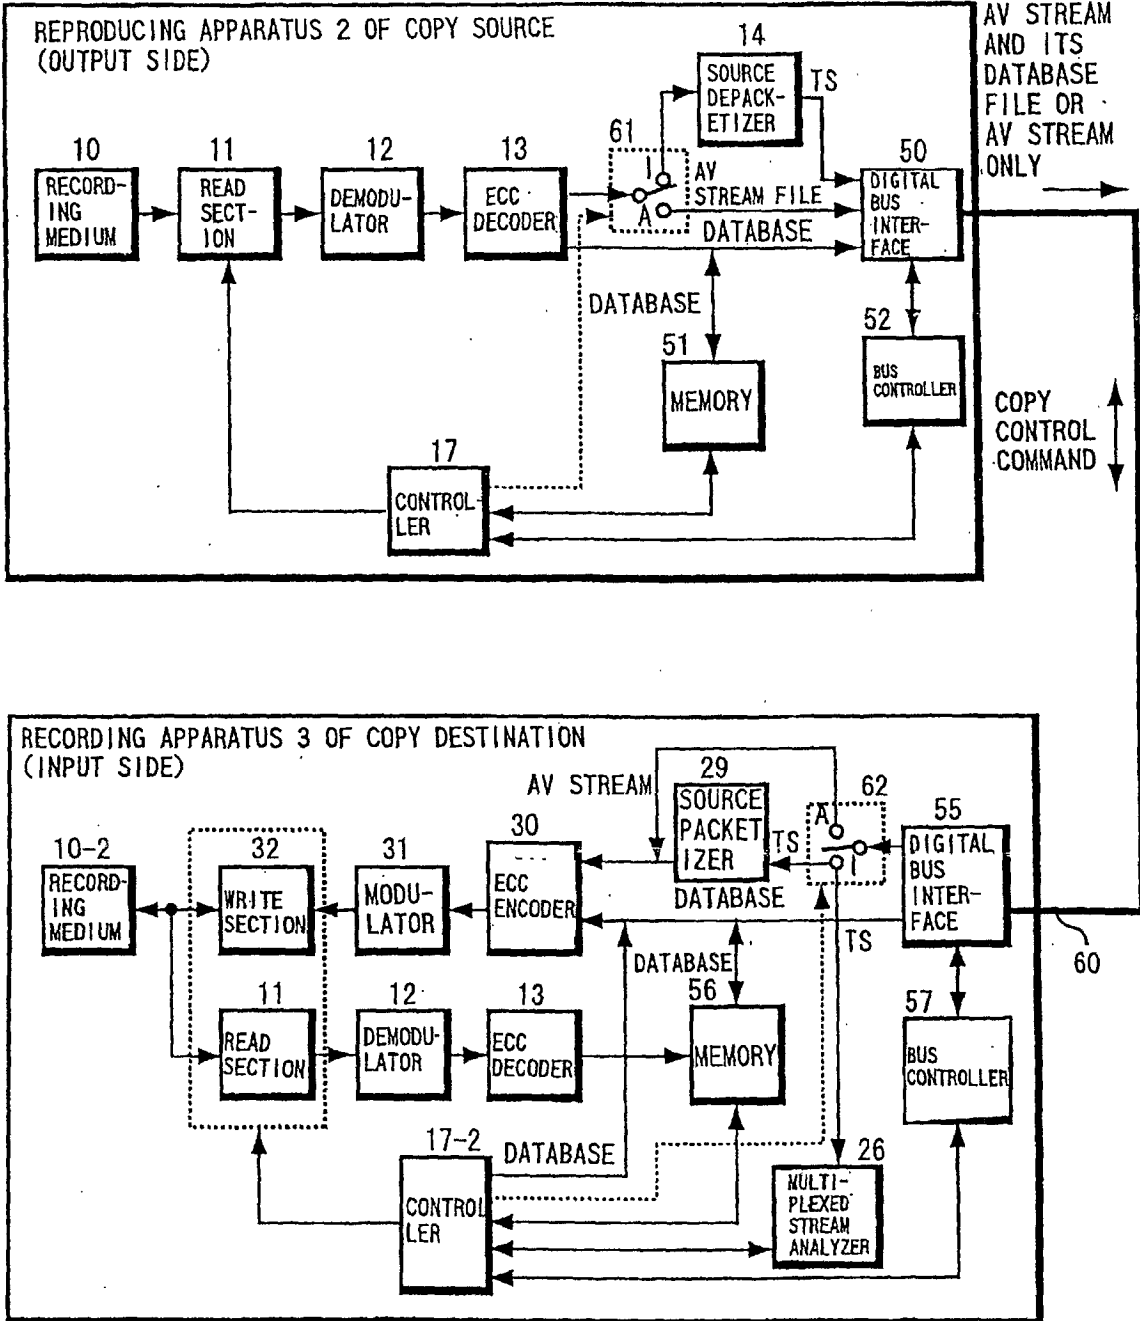 REPRODUCING APPARATUS 2 OF COPY SOURCE
(OUTPUT SIDE)
AV STREAM
AND ITS
DATABASE
FILE OR
AV STREAM
ONLY
14
SOURCE
DEPACK-
ETIZER
TS
61
I
A
AV
STREAM FILE
DATABASE
10
RECORD-
ING
MEDIUM
11
READ
SECT-
ION
12
DEMODU-
LATOR
13
ECC
DECODER
50
DIGITAL
BUS
INTER-
FACE
DATABASE
51
MEMORY
52
BUS
CONTROLLER
COPY
CONTROL
COMMAND
17
CONTROL-
LER
RECORDING APPARATUS 3 OF COPY DESTINATION
(INPUT SIDE)
AV STREAM
29
SOURCE
PACKET
IZER
TS
62
A
I
55
DIGITAL
BUS
INTER-
FACE
10-2
RECORD-
ING
MEDIUM
32
WRITE
SECTION
31
MODU-
LATOR
30
ECC
ENCODER
DATABASE
TS
60
DATABASE
11
READ
SECTION
12
DEMODU-
LATOR
13
ECC
DECODER
56
MEMORY
57
BUS
CONTROLLER
17-2
CONTROL
LER
DATABASE
26
MULTI-
PLEXED
STREAM
ANALYZER